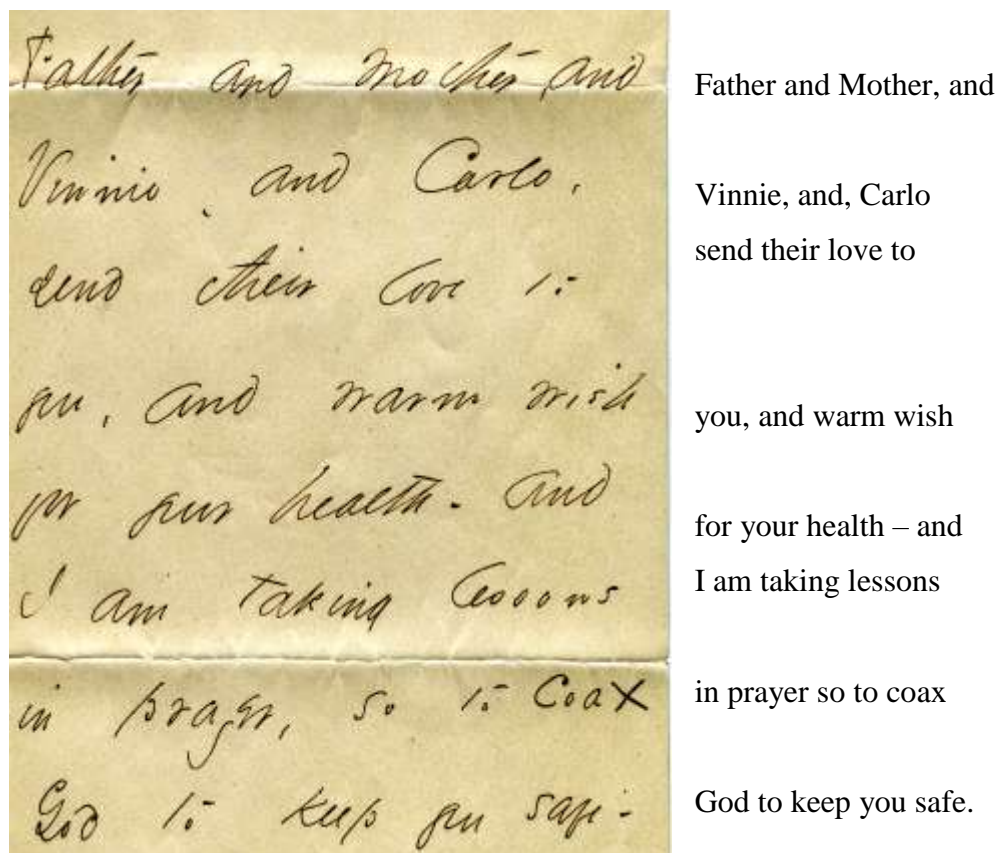 Father and Mother, and
Vinnie, and Carlo,
send their love to
you, and warm wish
for your health - and
I am taking lessons
in prayer, so to Coax
God to keep you safe -
Father and Mother, and
Vinnie, and, Carlo
send their love to
you, and warm wish
for your health – and
I am taking lessons
in prayer so to coax
God to keep you safe.